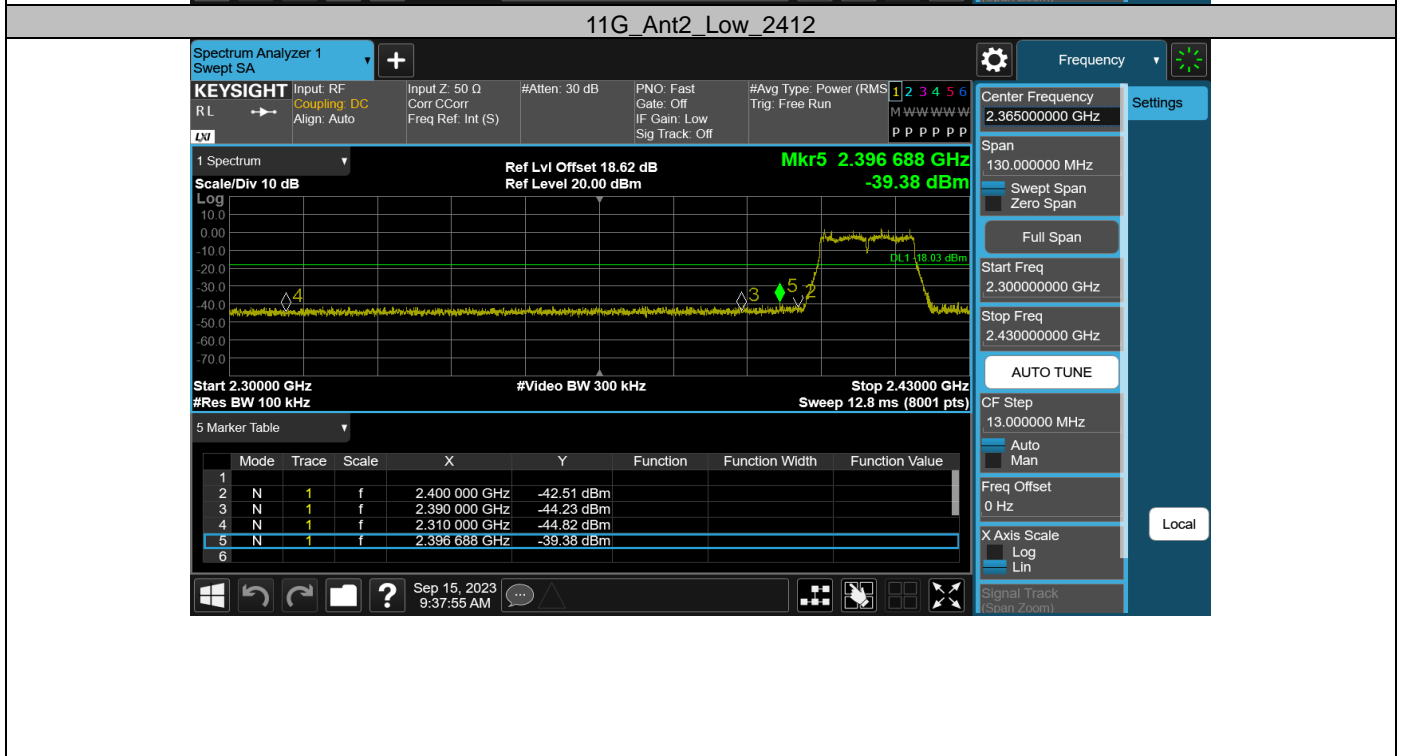 11G_Ant2_Low_2412
Spectrum Analyzer 1
Swept SA
+
Frequency
KEYSIGHT
RL
LXI
Input: RF
Coupling: DC
Align: Auto
Input Z: 50 Ω
Corr CCorr
Freq Ref: Int (S)
#Atten: 30 dB
PNO: Fast
Gate: Off
IF Gain: Low
Sig Track: Off
#Avg Type: Power (RMS
Trig: Free Run
1 2 3 4 5 6
M W W W W W
P P P P P P
1 Spectrum
Ref Lvl Offset 18.62 dB
Mkr5 2.396 688 GHz
Scale/Div 10 dB
Ref Level 20.00 dBm
-39.38 dBm
Log
10.0
0.00
-10.0
-20.0
-30.0
-40.0
-50.0
-60.0
-70.0
DL1 -18.03 dBm
4
3
5
2
Start 2.30000 GHz
#Video BW 300 kHz
Stop 2.43000 GHz
#Res BW 100 kHz
Sweep 12.8 ms (8001 pts)
5 Marker Table
Mode Trace Scale X Y Function Function Width Function Value
1
2 N 1 f 2.400 000 GHz -42.51 dBm
3 N 1 f 2.390 000 GHz -44.23 dBm
4 N 1 f 2.310 000 GHz -44.82 dBm
5 N 1 f 2.396 688 GHz -39.38 dBm
6
?
Sep 15, 2023
9:37:55 AM
Center Frequency
2.365000000 GHz
Settings
Span
130.000000 MHz
Swept Span
Zero Span
Full Span
Start Freq
2.300000000 GHz
Stop Freq
2.430000000 GHz
AUTO TUNE
CF Step
13.000000 MHz
Auto
Man
Freq Offset
0 Hz
Local
X Axis Scale
Log
Lin
Signal Track
(Span Zoom)